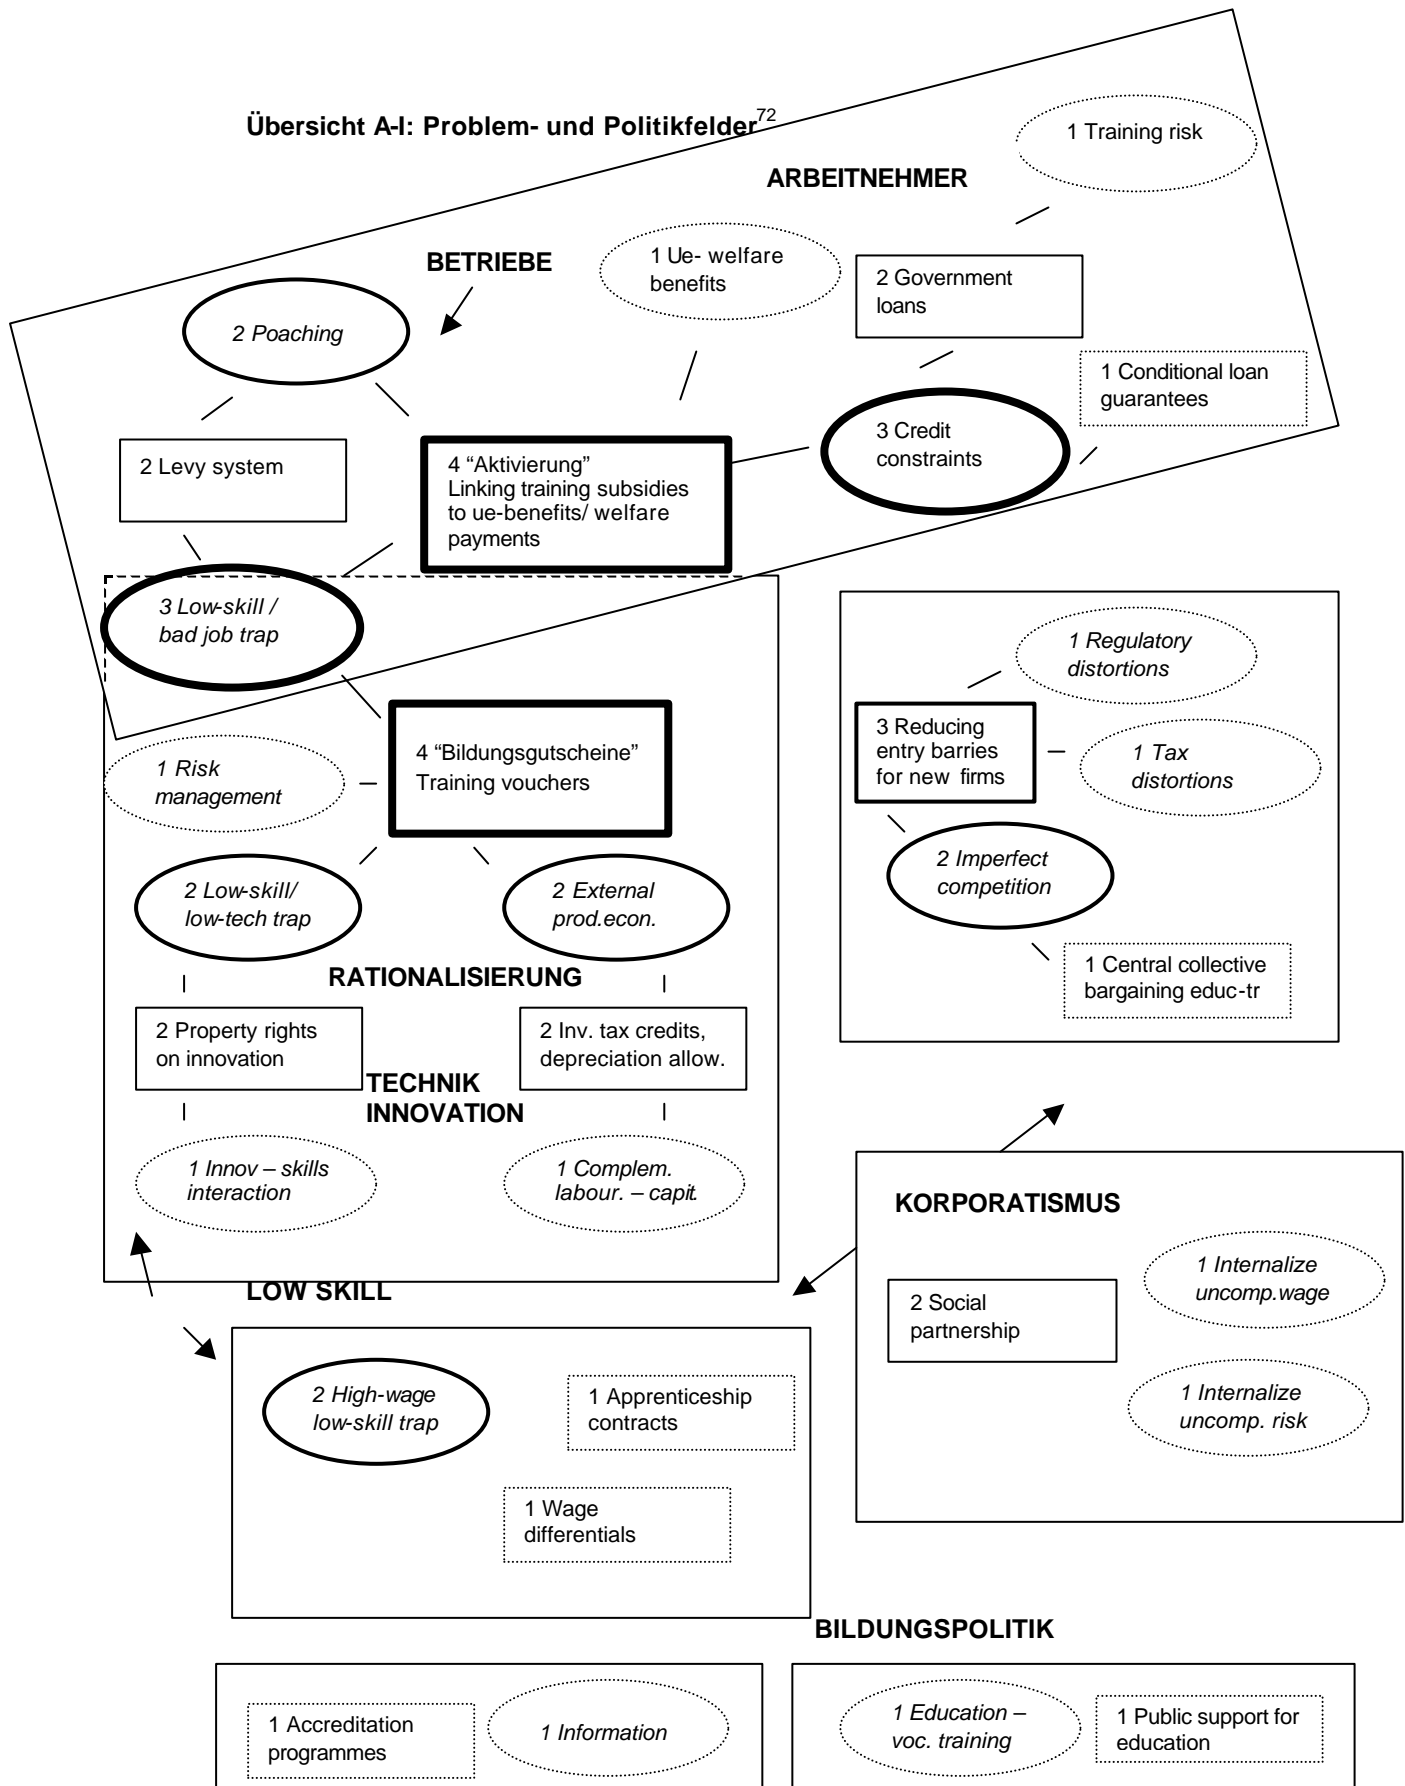 Übersicht A-I: Problem- und Politikfelder72
1 Training risk
ARBEITNEHMER
BETRIEBE
1 Ue- welfare
benefits
2 Government
loans
2 Poaching
1 Conditional loan
guarantees
3 Credit
constraints
2 Levy system
4 “Aktivierung”
Linking training subsidies
to ue-benefits/ welfare
payments
3 Low-skill /
bad job trap
1 Regulatory
distortions
4 “Bildungsgutscheine”
Training vouchers
3 Reducing
entry barries
for new firms
1 Tax
distortions
1 Risk
management
2 Low-skill/
low-tech trap
2 External
prod.econ.
2 Imperfect
competition
RATIONALISIERUNG
1 Central collective
bargaining educ-tr
2 Property rights
on innovation
2 Inv. tax credits,
depreciation allow.
TECHNIK
INNOVATION
1 Innov – skills
interaction
1 Complem.
labour. – capit.
KORPORATISMUS
1 Internalize
uncomp.wage
LOW SKILL
2 Social
partnership
2 High-wage
low-skill trap
1 Apprenticeship
contracts
1 Internalize
uncomp. risk
1 Wage
differentials
BILDUNGSPOLITIK
1 Accreditation
programmes
1 Information
1 Education –
voc. training
1 Public support for
education